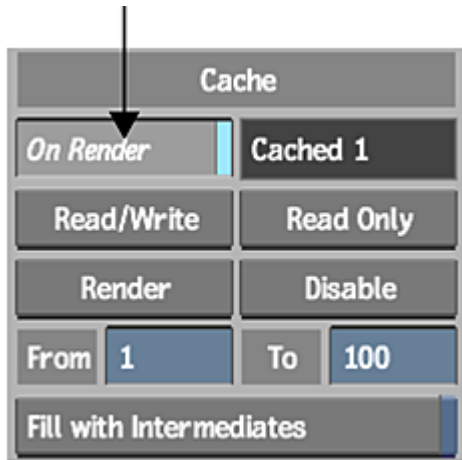 Cache
On Render Cached 1
Read/Write Read Only
Render Disable
From 1 To 100
Fill with Intermediates